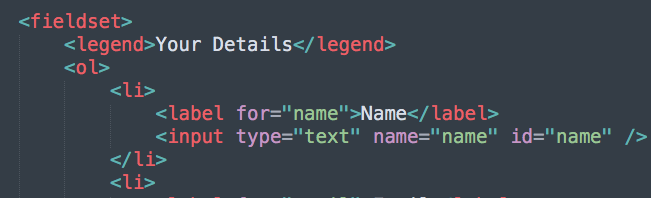 <fieldset>
<legend>Your Details</legend>
<ol>
<li>
<label for="name">Name</label>
<input type="text" name="name" id="name" />
</li>
<li>